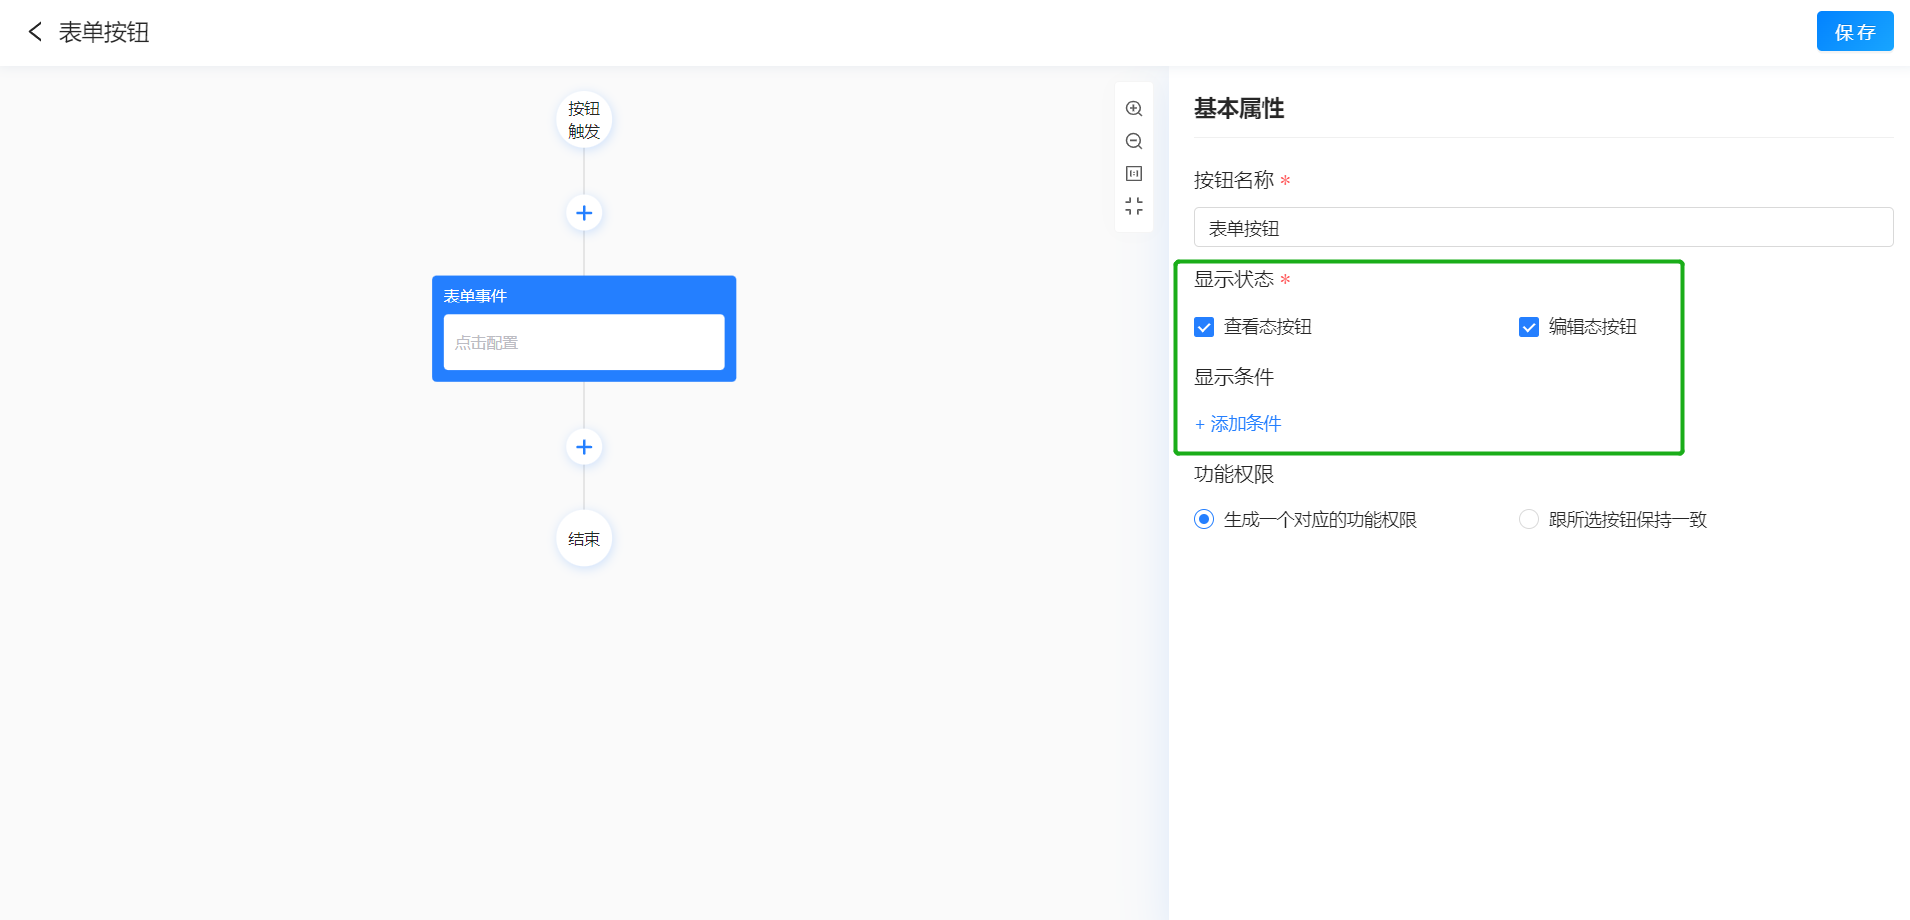 表单按钮
保存
按钮
触发
表单事件
点击配置
结束
基本属性
按钮名称 *
表单按钮
显示状态 *
查看态按钮
编辑态按钮
显示条件
+ 添加条件
功能权限
生成一个对应的功能权限
跟所选按钮保持一致